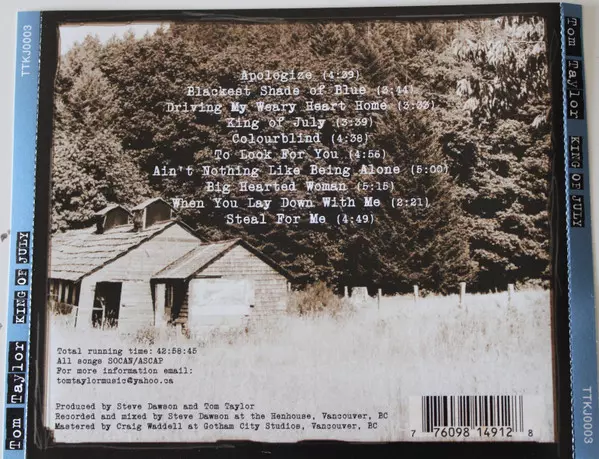 TTKJ0003
Tom Taylor KING OF JULY
Apologize (4:39)
Blackest Shade of Blue (3:44)
Driving My Weary Heart Home (3:33)
King of July (3:39)
Colourblind (4:38)
To Look For You (4:56)
Ain't Nothing Like Being Alone (5:00)
Big Hearted Woman (5:15)
When You Lay Down With Me (2:21)
Steal For Me (4:49)
Total running time: 42:58:45
All songs SOCAN/ASCAP
For more information email:
tomtaylormusic@yahoo.ca
Produced by Steve Dawson and Tom Taylor
Recorded and mixed by Steve Dawson at the Henhouse, Vancouver, BC
Mastered by Craig Waddell at Gotham City Studios, Vancouver, BC
7 76098 14912 8
Tom Taylor KING OF JULY
TTKJ0003